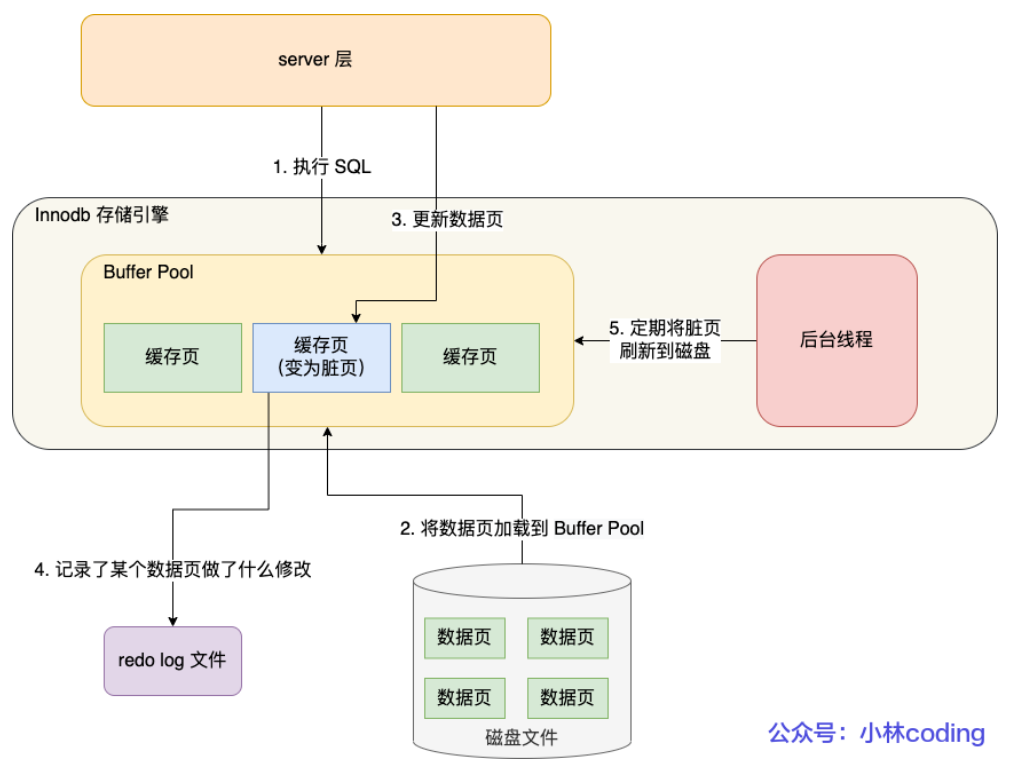 server 层
1. 执行 SQL
Innodb 存储引擎
3. 更新数据页
Buffer Pool
缓存页
缓存页
(变为脏页)
缓存页
5. 定期将脏页
刷新到磁盘
后台线程
2. 将数据页加载到 Buffer Pool
4. 记录了某个数据页做了什么修改
redo log 文件
数据页
数据页
数据页
数据页
磁盘文件
公众号：小林coding